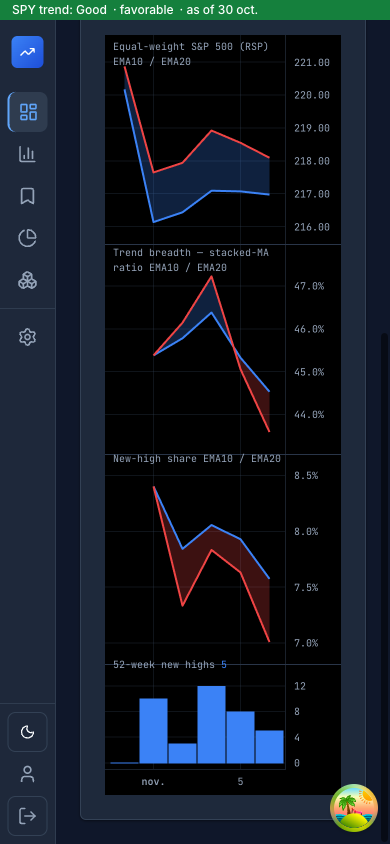 SPY trend: Good · favorable · as of 30 oct.
Equal-weight S&P 500 (RSP)
EMA10 / EMA20
221.00
220.00
219.00
218.00
217.00
216.00
Trend breadth — stacked-MA
ratio EMA10 / EMA20
47.0%
46.0%
45.0%
44.0%
New-high share EMA10 / EMA20
8.5%
8.0%
7.5%
7.0%
52-week new highs 5
12
8
4
0
nov. 5